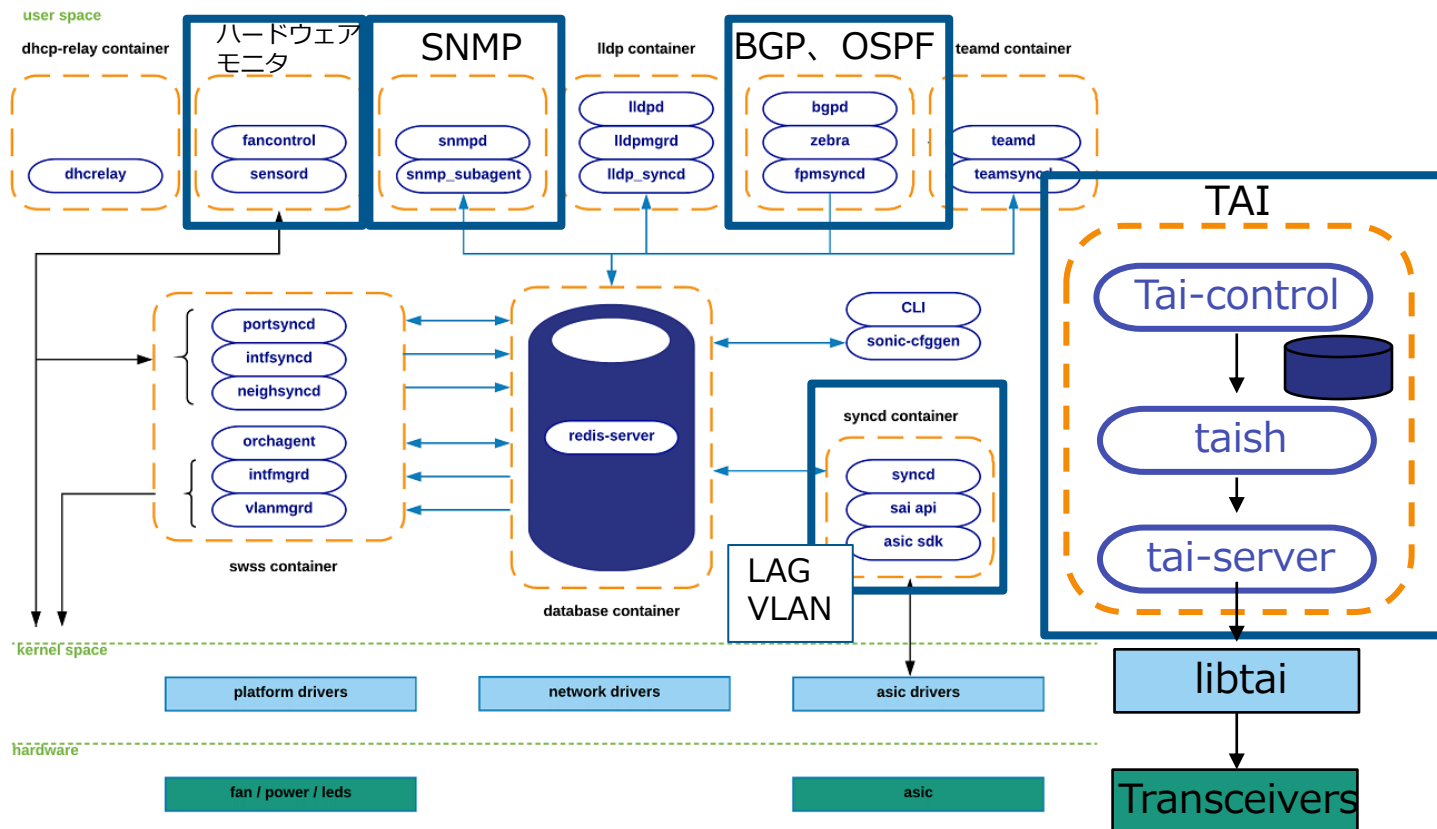 user space
dhcp-relay container
ハードウェア
モニタ
SNMP
lldp container
BGP、OSPF
teamd container
dhcrelay
fancontrol
sensord
snmpd
snmp_subagent
lldpd
lldpmgrd
lldp_syncd
bgpd
zebra
fpmsyncd
teamd
teamsyncd
TAI
Tai-control
taish
tai-server
portsyncd
intfsyncd
neighsyncd
orchagent
intfmgrd
vlanmgrd
swss container
redis-server
database container
CLI
sonic-cfggen
syncd container
syncd
sai api
asic sdk
LAG
VLAN
kernel space
platform drivers
network drivers
asic drivers
libtai
hardware
fan / power / leds
asic
Transceivers